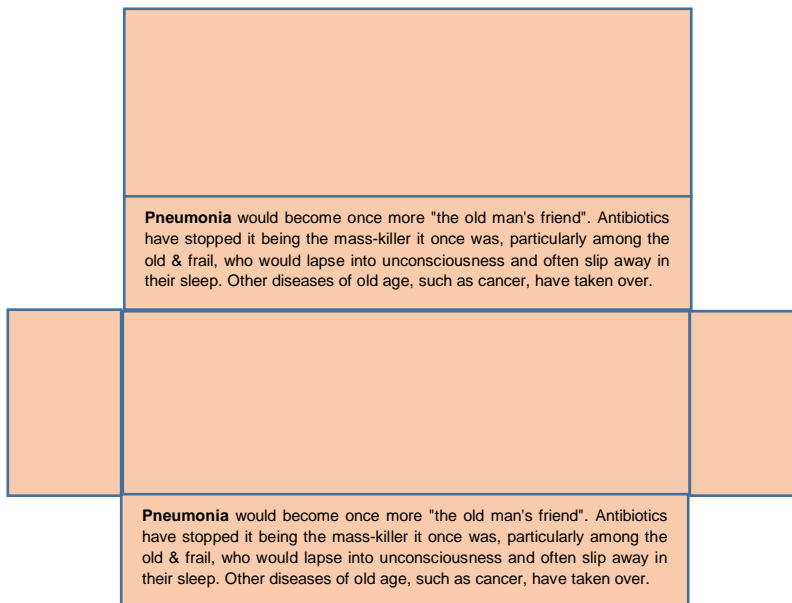 Pneumonia would become once more "the old man's friend". Antibiotics
have stopped it being the mass-killer it once was, particularly among the
old & frail, who would lapse into unconsciousness and often slip away in
their sleep. Other diseases of old age, such as cancer, have taken over.
Pneumonia would become once more "the old man's friend". Antibiotics
have stopped it being the mass-killer it once was, particularly among the
old & frail, who would lapse into unconsciousness and often slip away in
their sleep. Other diseases of old age, such as cancer, have taken over.